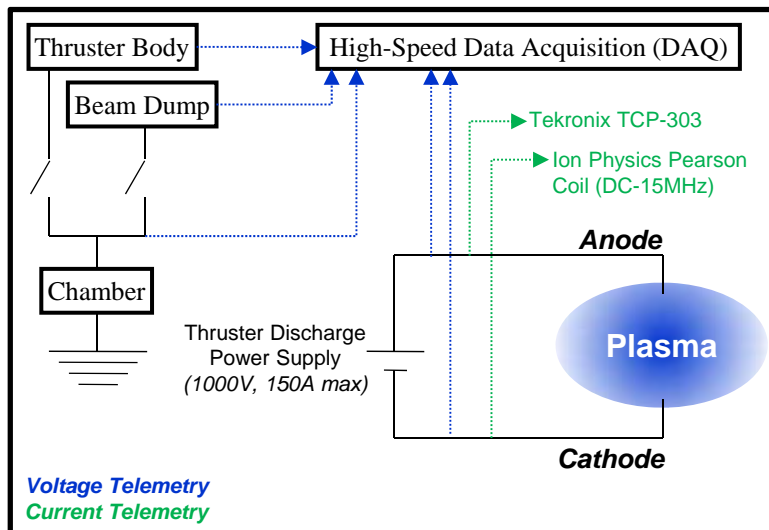 Thruster Body
High-Speed Data Acquisition (DAQ)
Beam Dump
Tekronix TCP-303
Ion Physics Pearson
Coil (DC-15MHz)
Anode
Chamber
Thruster Discharge
Power Supply
(1000V, 150A max)
Plasma
Cathode
Voltage Telemetry
Current Telemetry